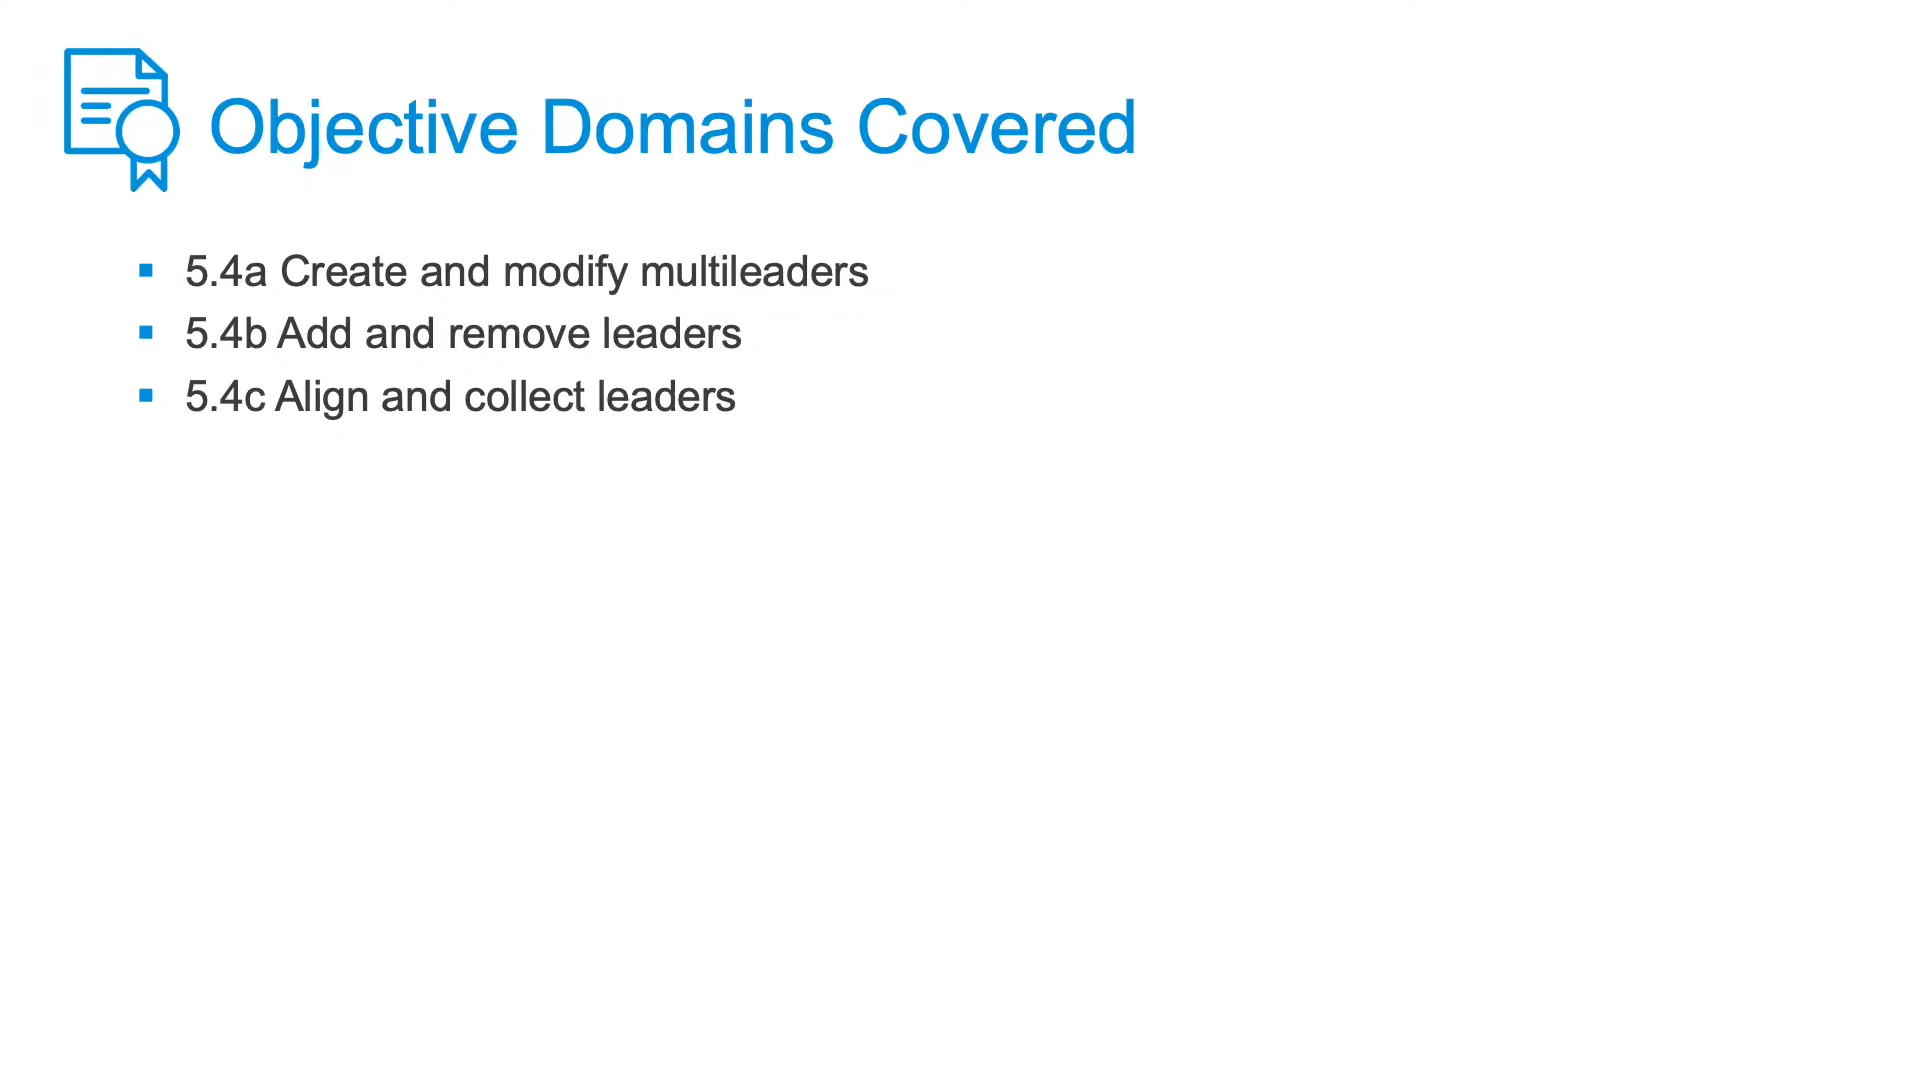 Objective Domains Covered
▪ 5.4a Create and modify multileaders
▪ 5.4b Add and remove leaders
▪ 5.4c Align and collect leaders